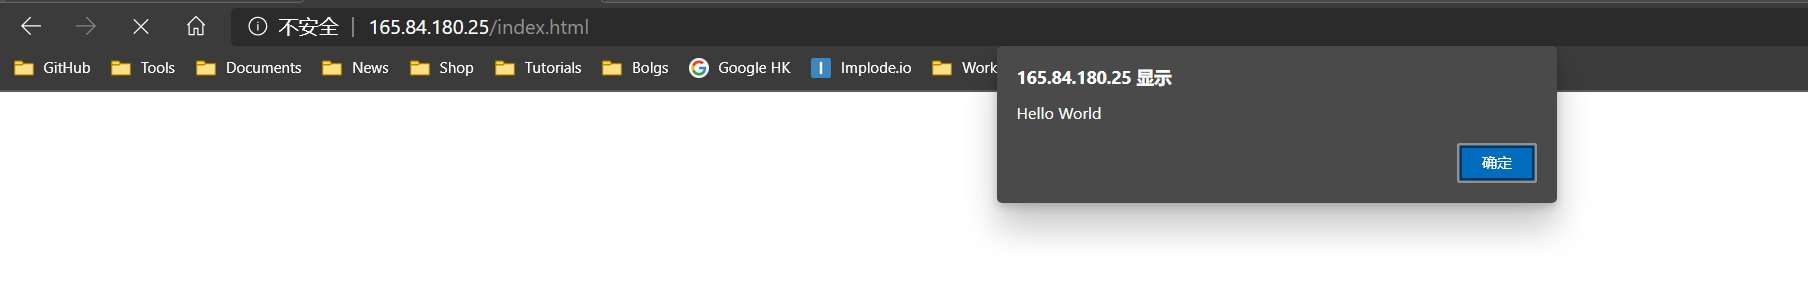 不安全 | 165.84.180.25/index.html
GitHub Tools Documents News Shop Tutorials Bolgs Google HK I Implode.io Work
165.84.180.25 显示
Hello World
确定